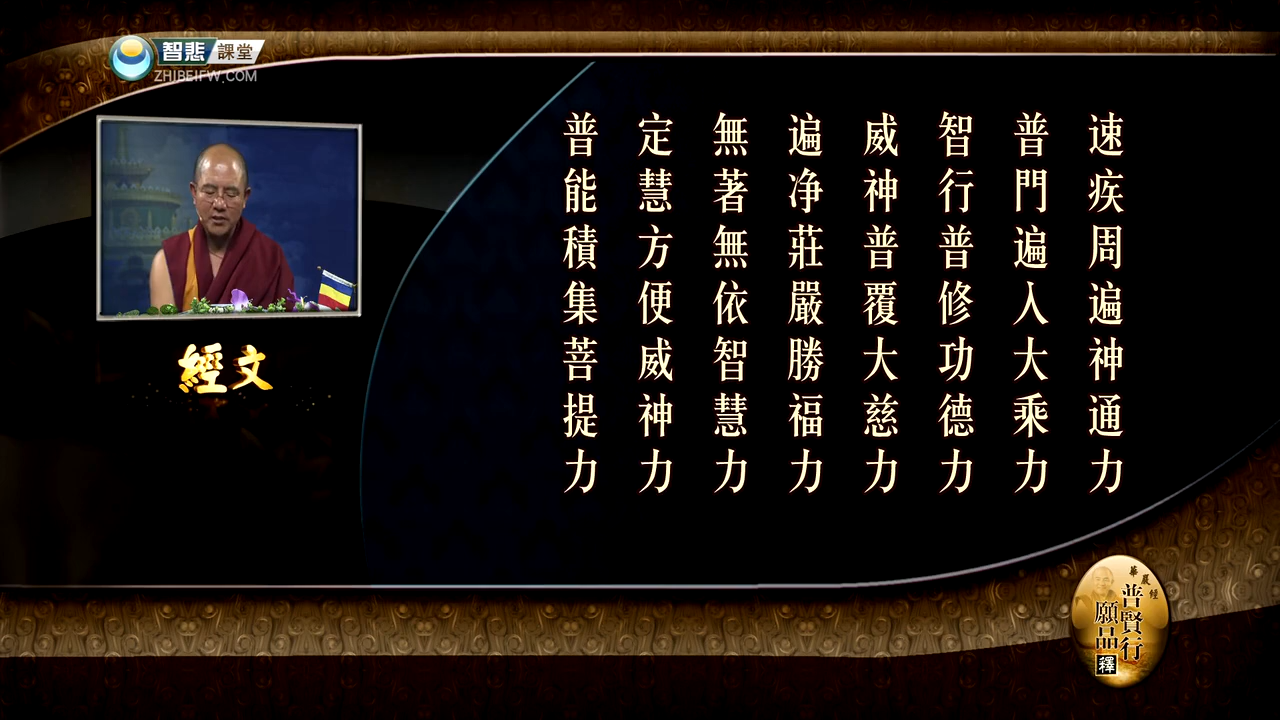 智悲課堂
ZHIBEIFW.COM
速疾周遍神通力
普門遍入大乘力
智行普修功德力
威神普覆大慈力
遍净莊嚴勝福力
無著無依智慧力
定慧方便威神力
普能積集菩提力
經文
華嚴經
普賢行
願品釋